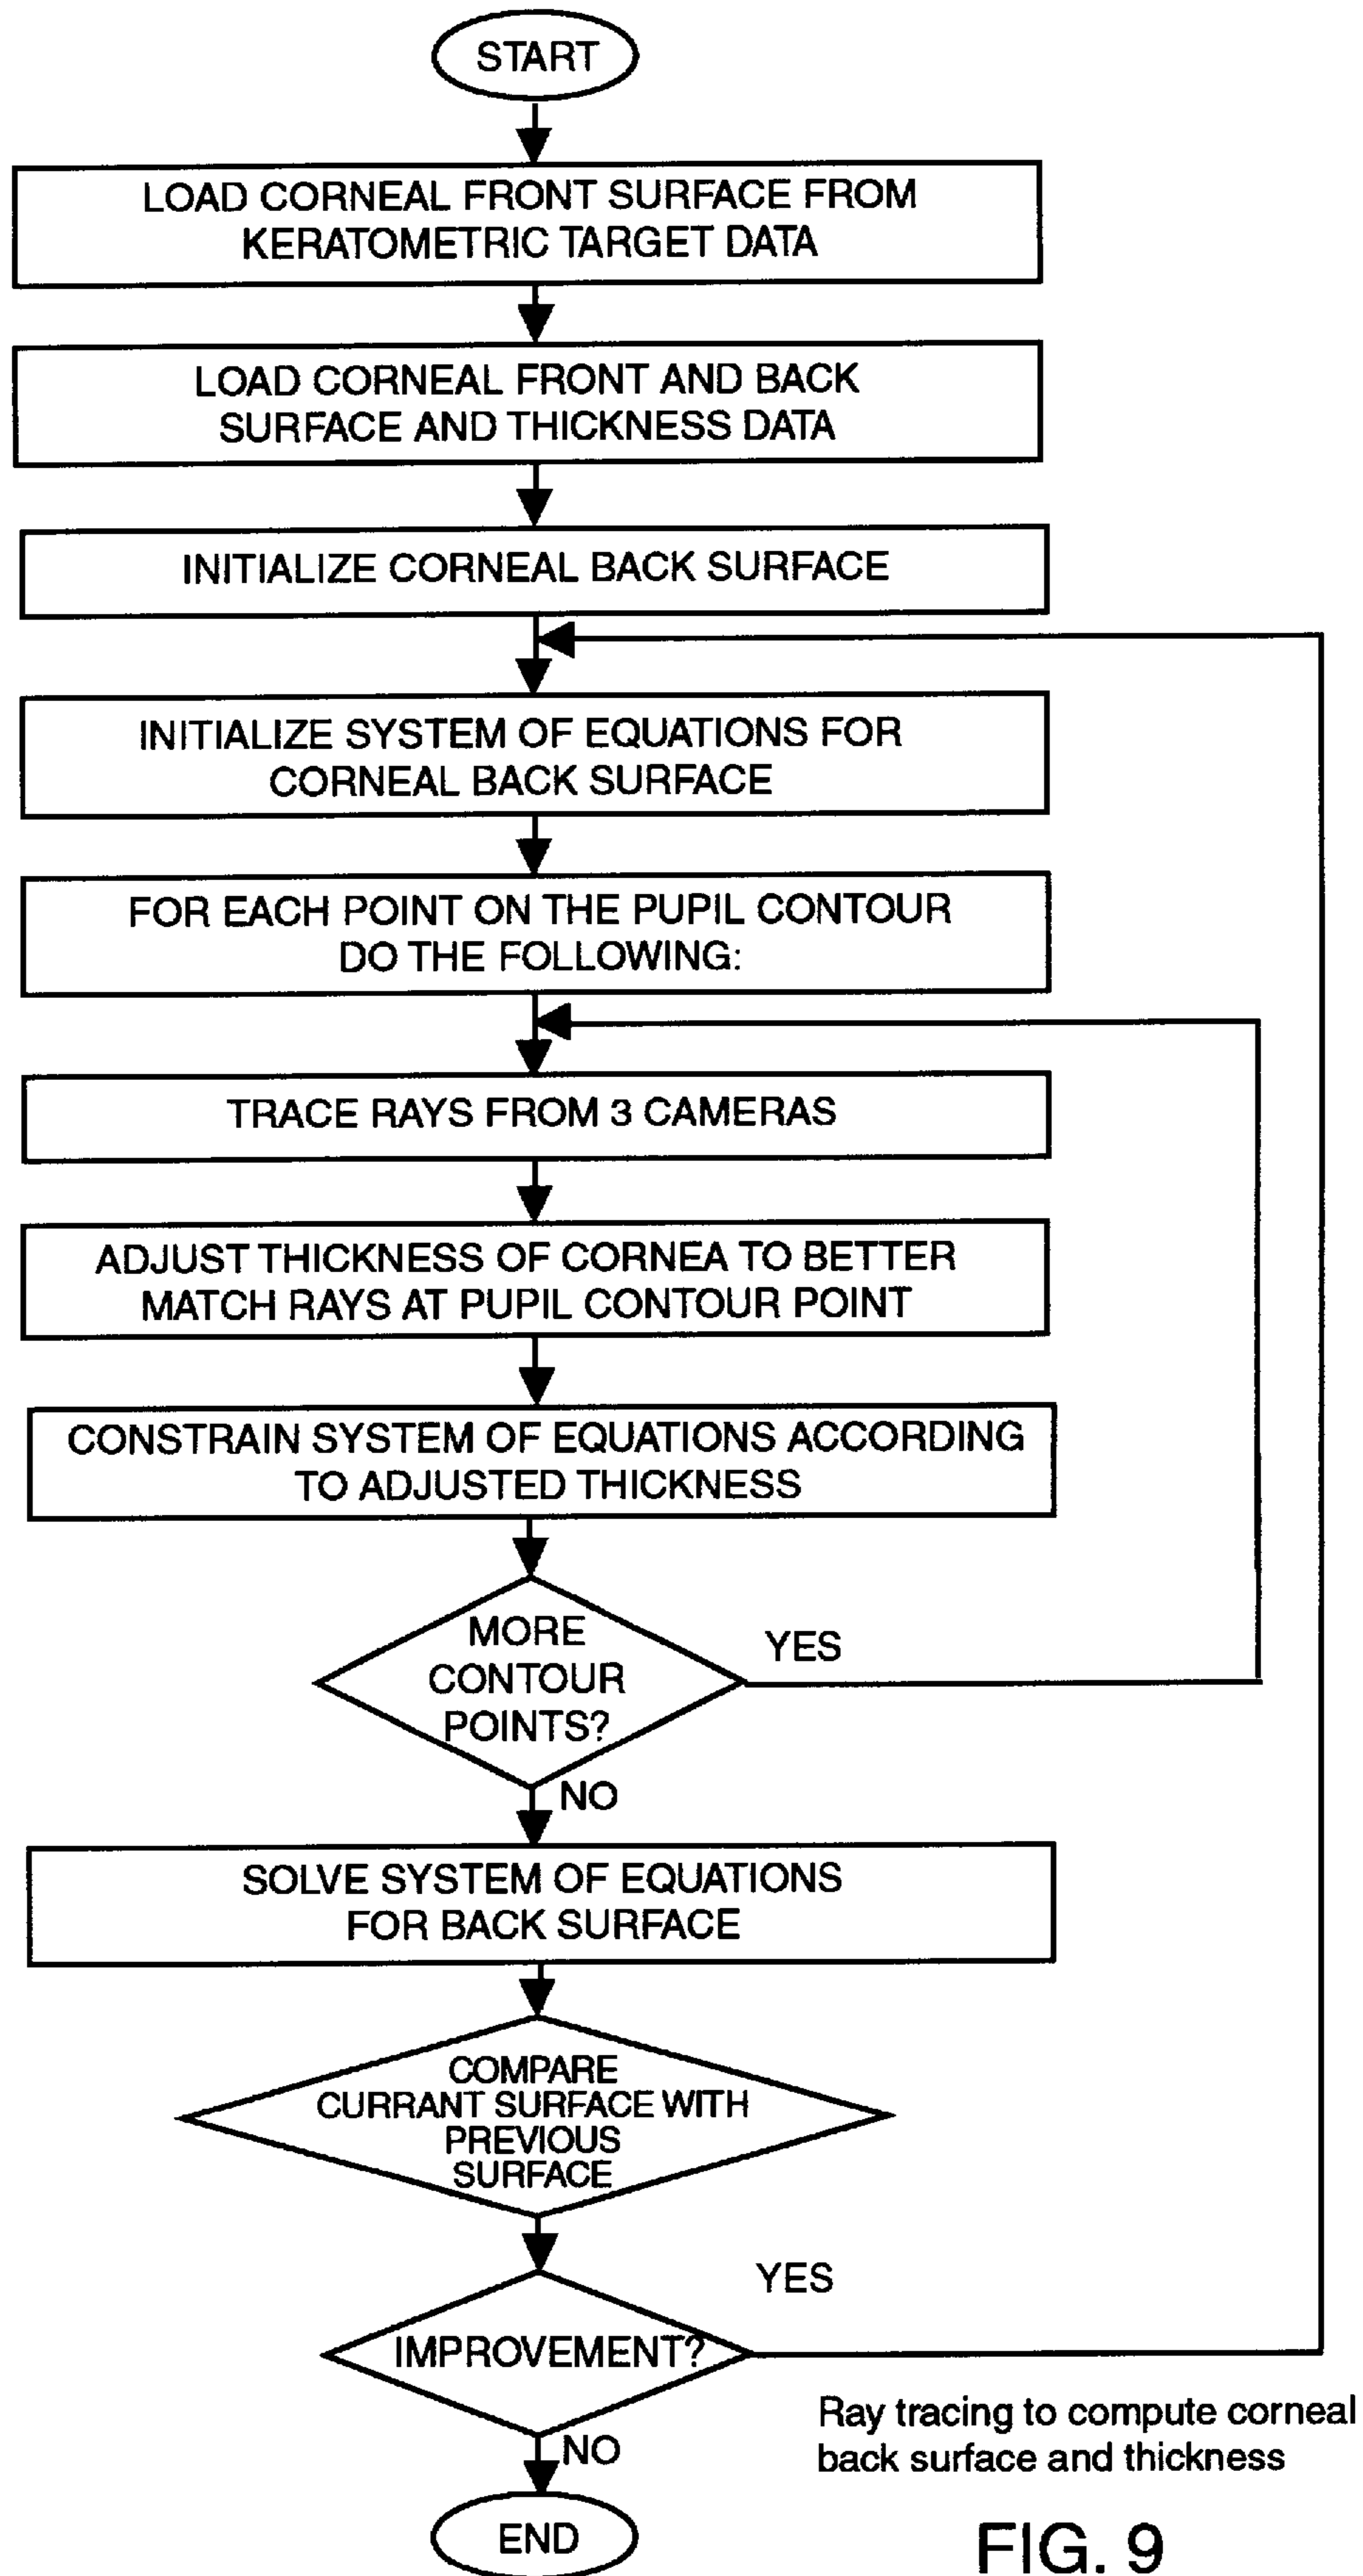 START
LOAD CORNEAL FRONT SURFACE FROM
KERATOMETRIC TARGET DATA
LOAD CORNEAL FRONT AND BACK
SURFACE AND THICKNESS DATA
INITIALIZE CORNEAL BACK SURFACE
INITIALIZE SYSTEM OF EQUATIONS FOR
CORNEAL BACK SURFACE
FOR EACH POINT ON THE PUPIL CONTOUR
DO THE FOLLOWING:
TRACE RAYS FROM 3 CAMERAS
ADJUST THICKNESS OF CORNEA TO BETTER
MATCH RAYS AT PUPIL CONTOUR POINT
CONSTRAIN SYSTEM OF EQUATIONS ACCORDING
TO ADJUSTED THICKNESS
MORE
CONTOUR
POINTS?
YES
NO
SOLVE SYSTEM OF EQUATIONS
FOR BACK SURFACE
COMPARE
CURRANT SURFACE WITH
PREVIOUS
SURFACE
YES
IMPROVEMENT?
NO
END
Ray tracing to compute corneal
back surface and thickness
FIG. 9